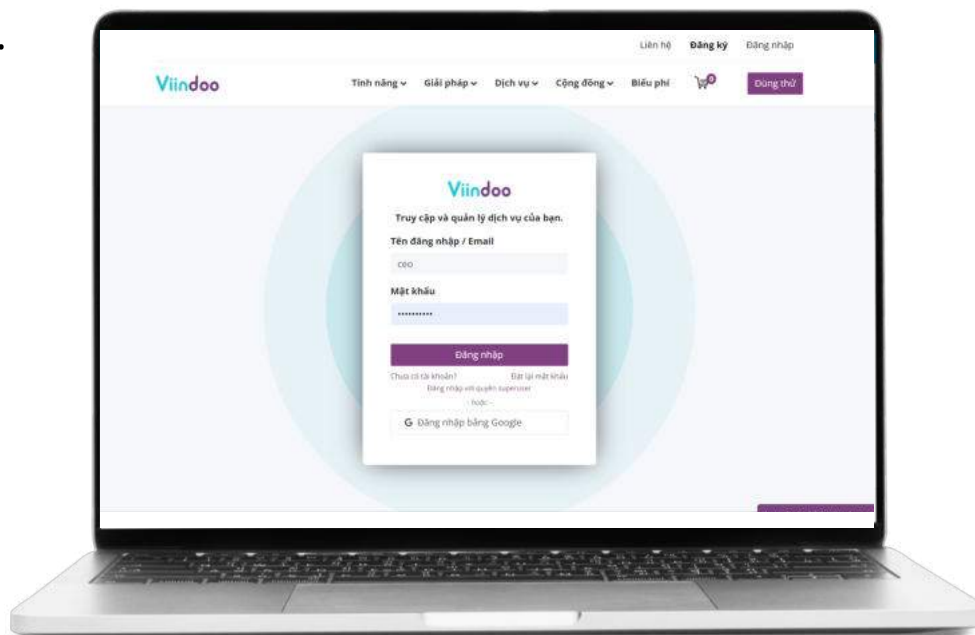 Liên hệ Đăng ký Đăng nhập
Viindoo Tính năng Giải pháp Dịch vụ Cộng đồng Biểu phí 0 Dùng thử
Viindoo
Truy cập và quản lý dịch vụ của bạn.
Tên đăng nhập / Email
ceo
Mật khẩu
••••••••••
Đăng nhập
Chưa có tài khoản? Đặt lại mật khẩu
Đăng nhập với quyền superuser
- hoặc -
G Đăng nhập bằng Google